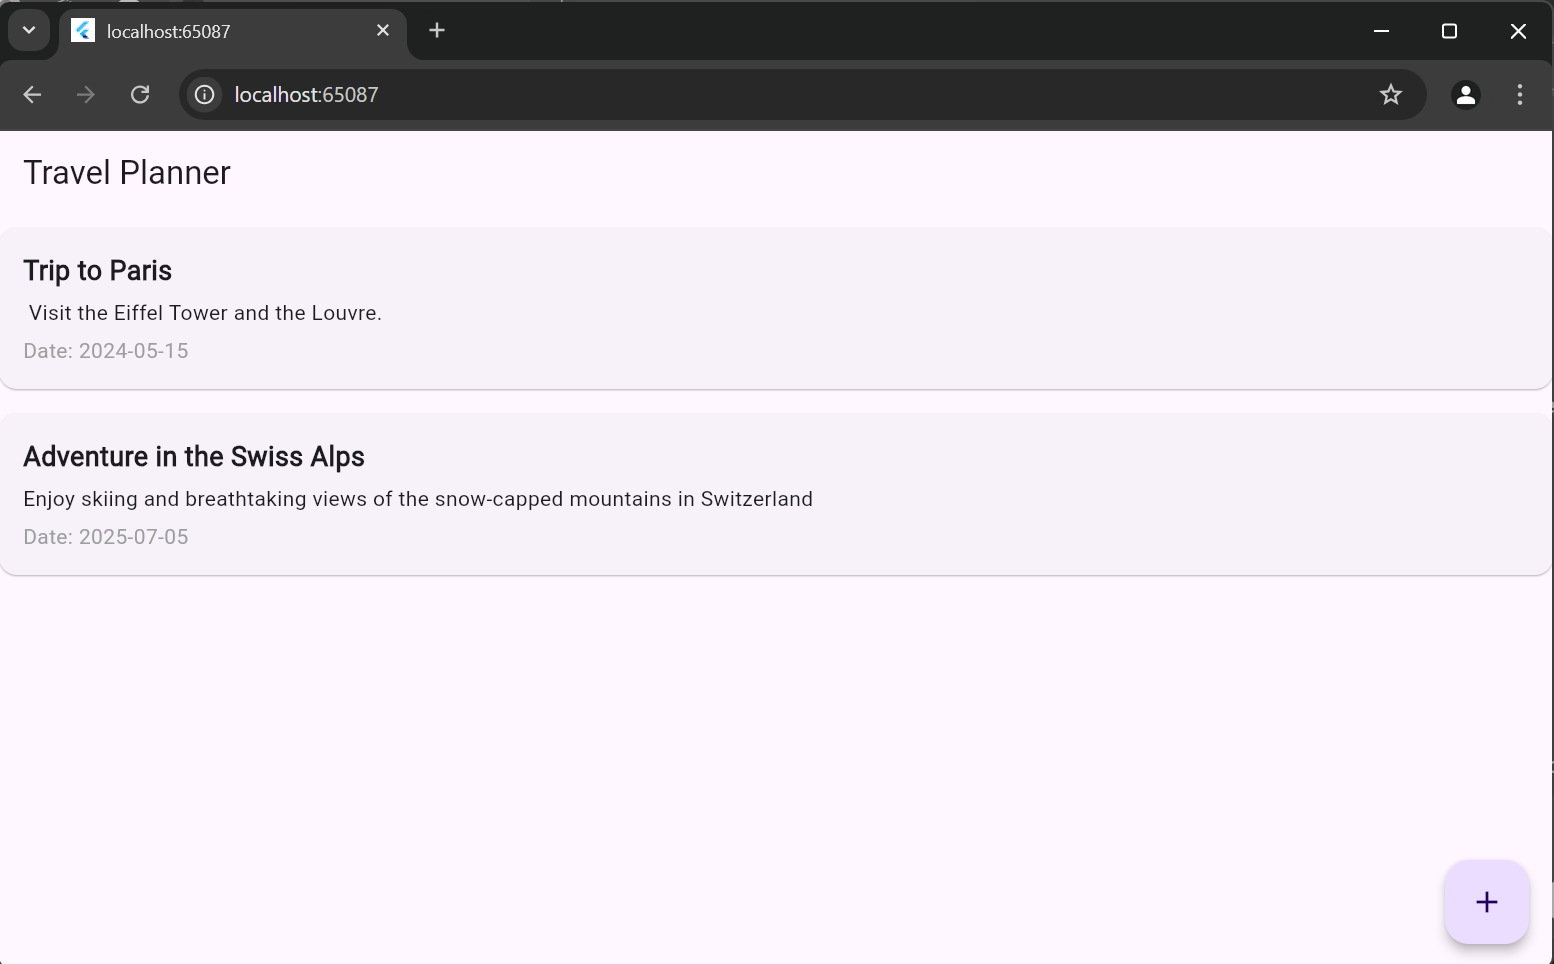 localhost:65087
localhost:65087
Travel Planner
Trip to Paris
Visit the Eiffel Tower and the Louvre.
Date: 2024-05-15
Adventure in the Swiss Alps
Enjoy skiing and breathtaking views of the snow-capped mountains in Switzerland
Date: 2025-07-05